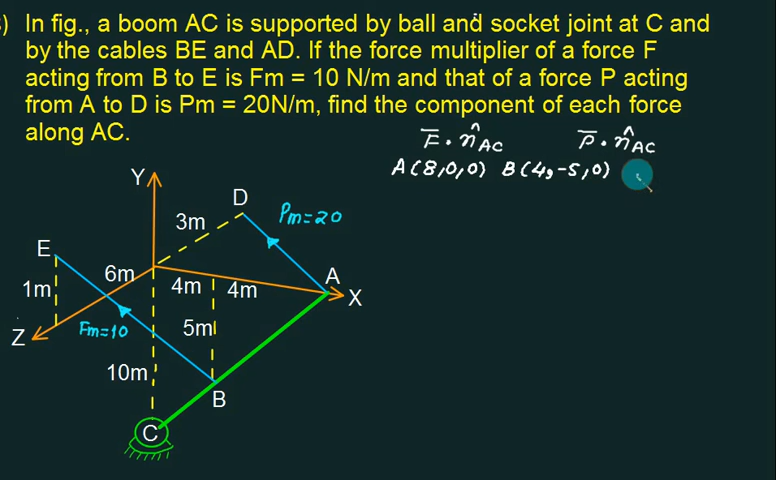 ) In fig., a boom AC is supported by ball and socket joint at C and
by the cables BE and AD. If the force multiplier of a force F
acting from B to E is Fm = 10 N/m and that of a force P acting
from A to D is Pm = 20N/m, find the component of each force
along AC.
F̅ . n̂AC P̅ . n̂AC
A(8,0,0) B(4,-5,0)
Y
D
3m
Pm=20
E
6m
1m
4m
4m
A
X
Z
Fm=10
5m
10m
B
C